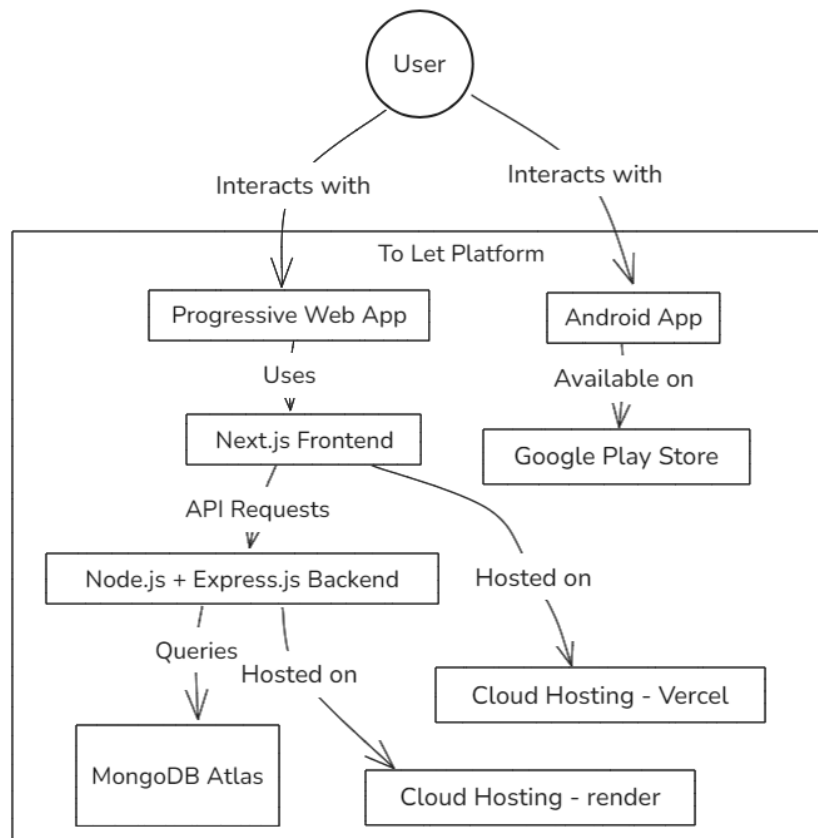 User
Interacts with
Interacts with
To Let Platform
Progressive Web App
Android App
Uses
Available on
Next.js Frontend
Google Play Store
API Requests
Node.js + Express.js Backend
Hosted on
Queries
Hosted on
Cloud Hosting - Vercel
MongoDB Atlas
Cloud Hosting - render